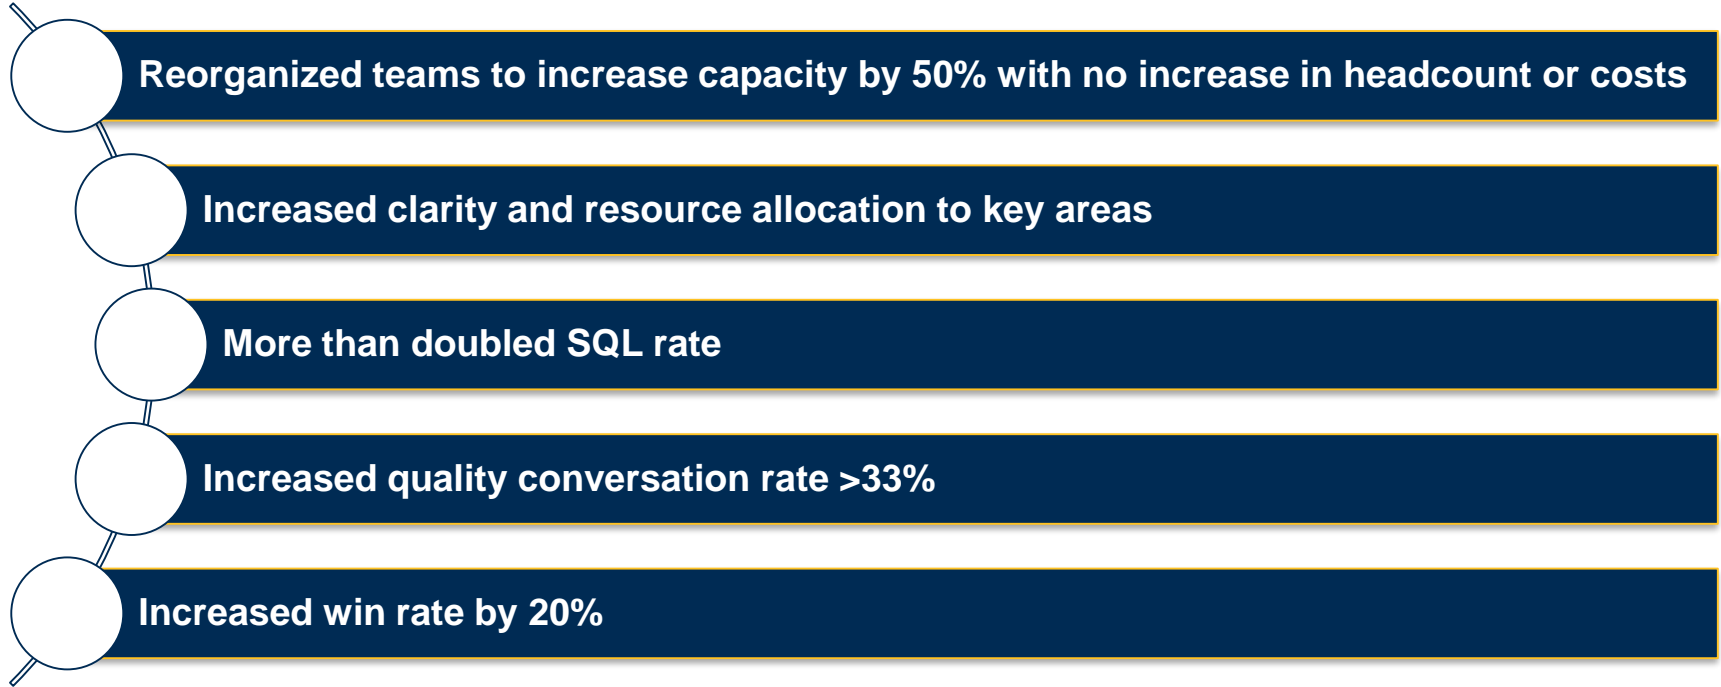 Reorganized teams to increase capacity by 50% with no increase in headcount or costs
Increased clarity and resource allocation to key areas
More than doubled SQL rate
Increased quality conversation rate >33%
Increased win rate by 20%